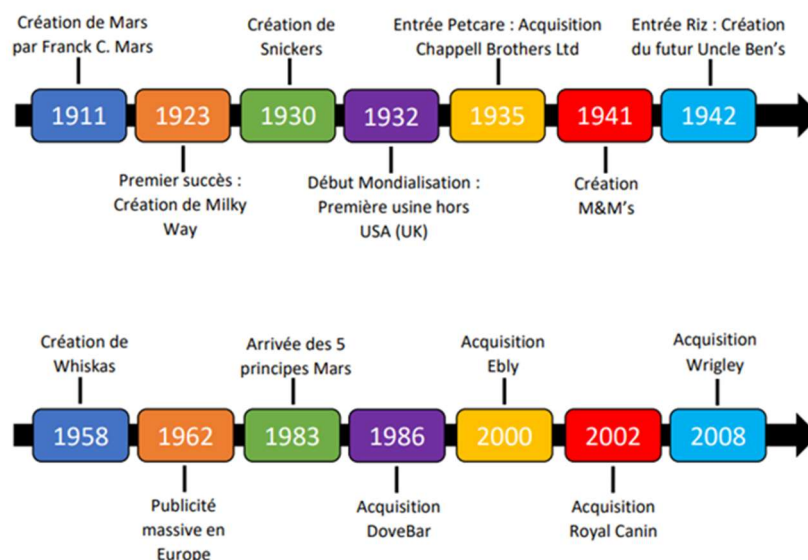 Création de Mars
par Franck C. Mars
Création de
Snickers
Entrée Petcare : Acquisition
Chappell Brothers Ltd
Entrée Riz : Création
du futur Uncle Ben's
1911
1923
1930
1932
1935
1941
1942
Premier succès :
Création de Milky
Way
Début Mondialisation :
Première usine hors
USA (UK)
Création
M&M's
Création de
Whiskas
Arrivée des 5
principes Mars
Acquisition
Ebly
Acquisition
Wrigley
1958
1962
1983
1986
2000
2002
2008
Publicité
massive en
Europe
Acquisition
DoveBar
Acquisition
Royal Canin